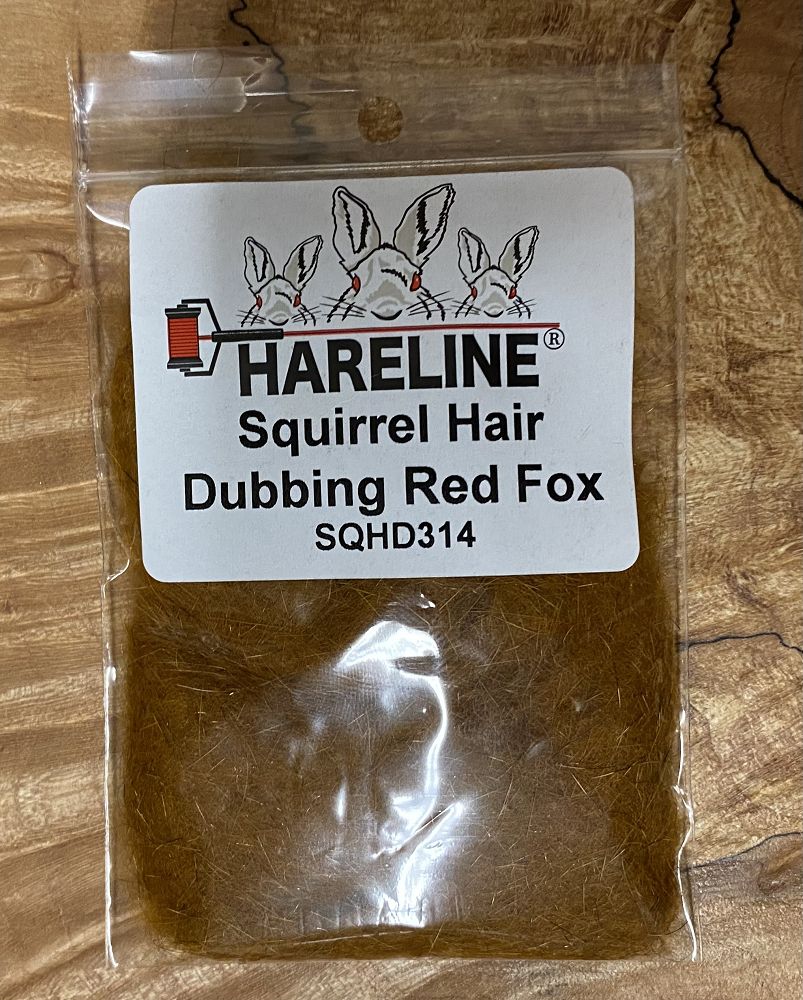 HARELINE®
Squirrel Hair
Dubbing Red Fox
SQHD314